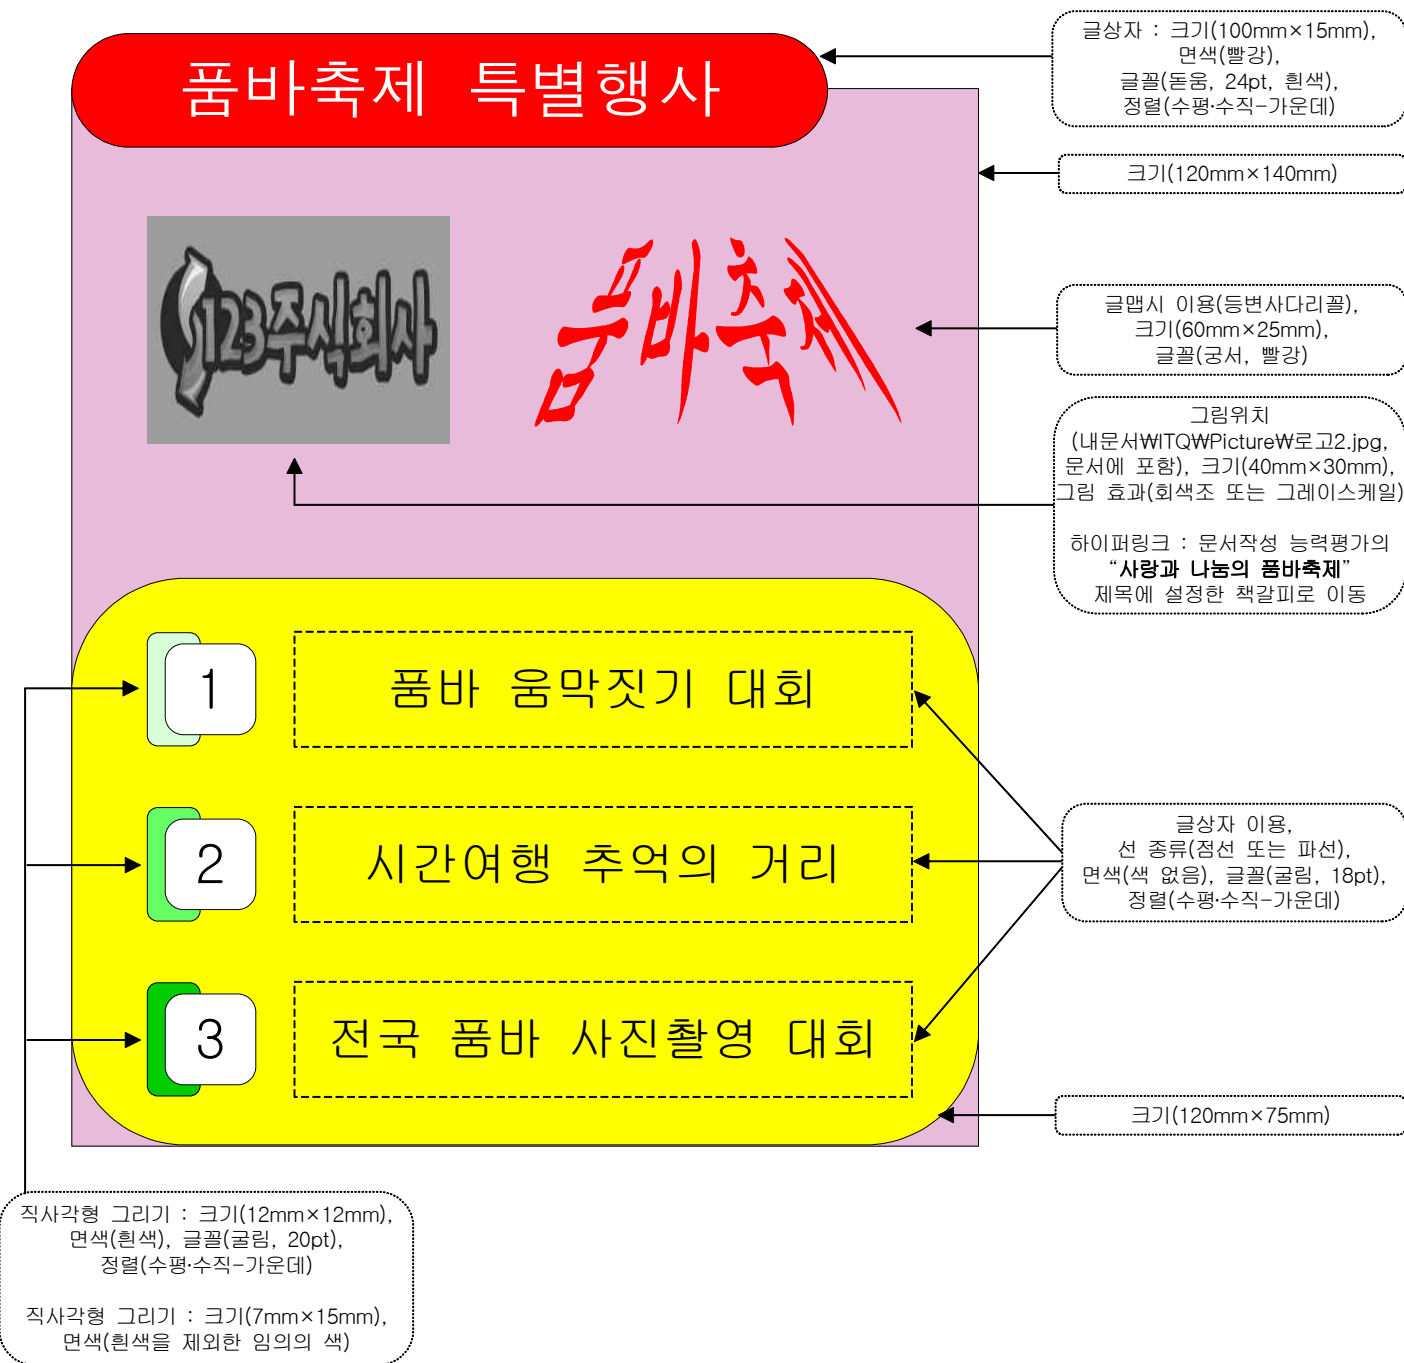 품바축제 특별행사
글상자 : 크기(100mm×15mm),
면색(빨강),
글꼴(돋움, 24pt, 흰색),
정렬(수평·수직-가운데)
크기(120mm×140mm)
123주식회사
품바축제
글맵시 이용(등변사다리꼴),
크기(60mm×25mm),
글꼴(궁서, 빨강)
그림위치
(내문서₩ITQ₩Picture₩로고2.jpg,
문서에 포함), 크기(40mm×30mm),
그림 효과(회색조 또는 그레이스케일)
하이퍼링크 : 문서작성 능력평가의
“사랑과 나눔의 품바축제”
제목에 설정한 책갈피로 이동
1
품바 움막짓기 대회
2
시간여행 추억의 거리
글상자 이용,
선 종류(점선 또는 파선),
면색(색 없음), 글꼴(굴림, 18pt),
정렬(수평·수직-가운데)
3
전국 품바 사진촬영 대회
크기(120mm×75mm)
직사각형 그리기 : 크기(12mm×12mm),
면색(흰색), 글꼴(굴림, 20pt),
정렬(수평·수직-가운데)
직사각형 그리기 : 크기(7mm×15mm),
면색(흰색을 제외한 임의의 색)